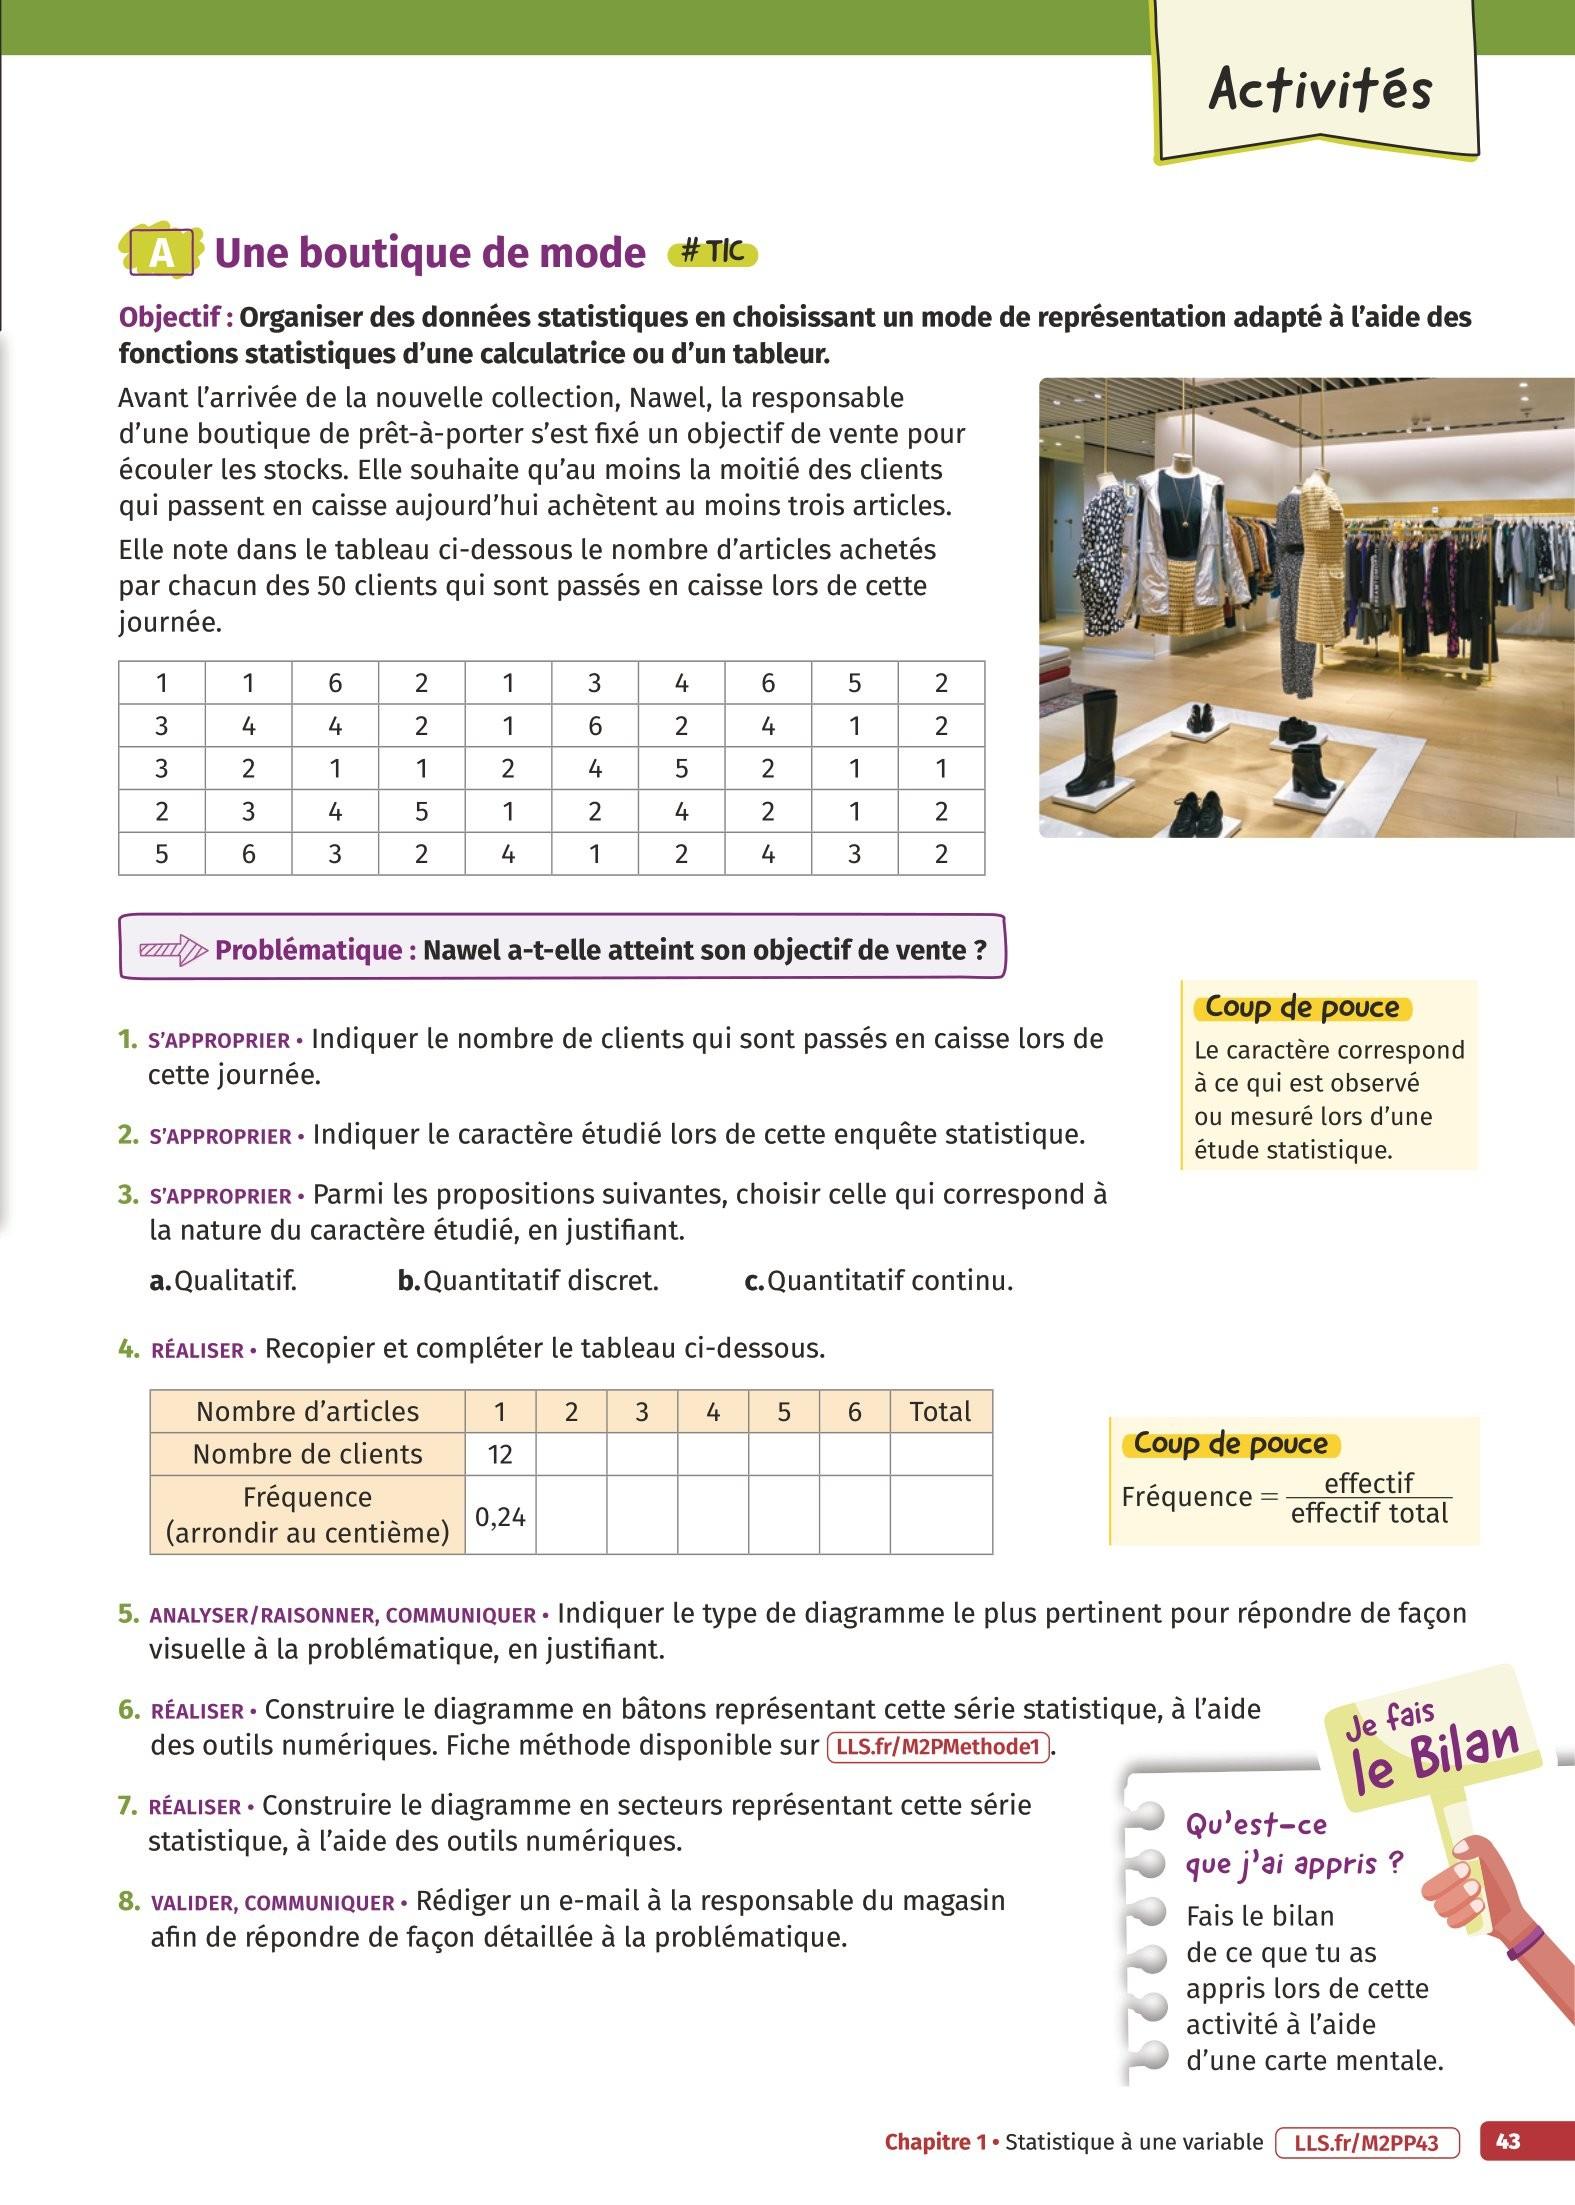 Activités
A Une boutique de mode # TIC
Objectif : Organiser des données statistiques en choisissant un mode de représentation adapté à l’aide des
fonctions statistiques d’une calculatrice ou d’un tableur.
Avant l’arrivée de la nouvelle collection, Nawel, la responsable
d’une boutique de prêt-à-porter s’est fixé un objectif de vente pour
écouler les stocks. Elle souhaite qu’au moins la moitié des clients
qui passent en caisse aujourd’hui achètent au moins trois articles.
Elle note dans le tableau ci-dessous le nombre d’articles achetés
par chacun des 50 clients qui sont passés en caisse lors de cette
journée.
1 1 6 2 1 3 4 6 5 2
3 4 4 2 1 6 2 4 1 2
3 2 1 1 2 4 5 2 1 1
2 3 4 5 1 2 4 2 1 2
5 6 3 2 4 1 2 4 3 2
Problématique : Nawel a-t-elle atteint son objectif de vente ?
1. S’APPROPRIER • Indiquer le nombre de clients qui sont passés en caisse lors de
cette journée.
2. S’APPROPRIER • Indiquer le caractère étudié lors de cette enquête statistique.
Coup de pouce
Le caractère correspond
à ce qui est observé
ou mesuré lors d’une
étude statistique.
3. S’APPROPRIER • Parmi les propositions suivantes, choisir celle qui correspond à
la nature du caractère étudié, en justifiant.
a. Qualitatif. b. Quantitatif discret. c. Quantitatif continu.
4. RÉALISER • Recopier et compléter le tableau ci-dessous.
Nombre d’articles 1 2 3 4 5 6 Total
Nombre de clients 12
Fréquence
(arrondir au centième) 0,24
Coup de pouce
Fréquence = effectif
effectif total
5. ANALYSER/RAISONNER, COMMUNIQUER • Indiquer le type de diagramme le plus pertinent pour répondre de façon
visuelle à la problématique, en justifiant.
6. RÉALISER • Construire le diagramme en bâtons représentant cette série statistique, à l’aide
des outils numériques. Fiche méthode disponible sur LLS.fr/M2PMethode1.
7. RÉALISER • Construire le diagramme en secteurs représentant cette série
statistique, à l’aide des outils numériques.
8. VALIDER, COMMUNIQUER • Rédiger un e-mail à la responsable du magasin
afin de répondre de façon détaillée à la problématique.
Je fais
le Bilan
Qu’est-ce
que j’ai appris ?
Fais le bilan
de ce que tu as
appris lors de cette
activité à l’aide
d’une carte mentale.
Chapitre 1 • Statistique à une variable LLS.fr/M2PP43 43